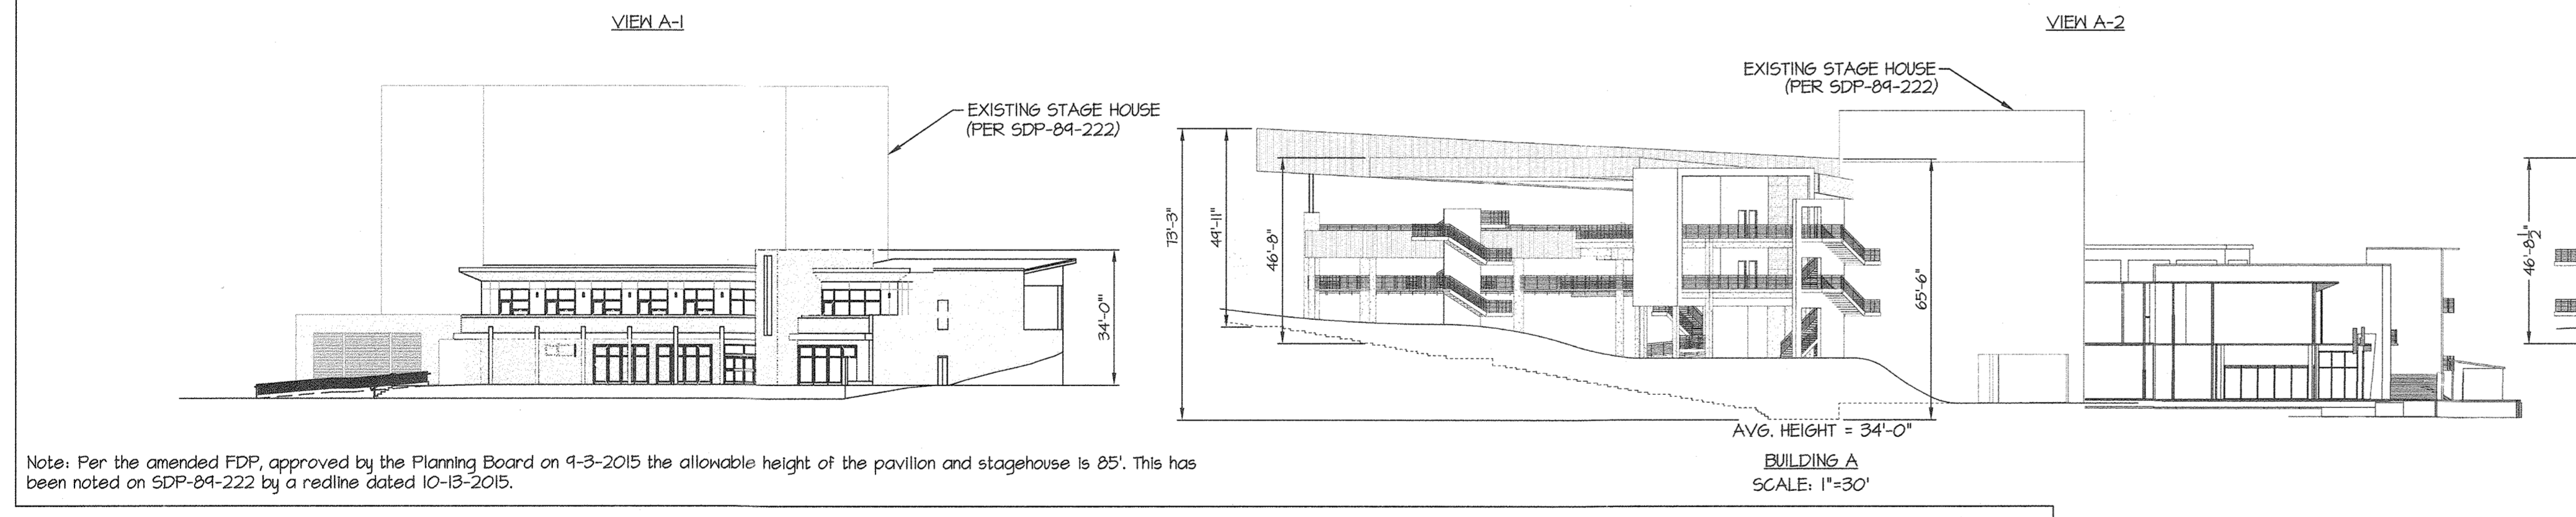 VIEW A-1
VIEW A-2
EXISTING STAGE HOUSE
(PER SDP-89-222)
EXISTING STAGE HOUSE
(PER SDP-89-222)
34'-0"
73'-3"
49'-11"
46'-8"
65'-6"
46'-8 1/2"
AVG. HEIGHT = 34'-0"
BUILDING A
SCALE: 1"=30'
Note: Per the amended FDP, approved by the Planning Board on 9-3-2015 the allowable height of the pavilion and stagehouse is 85'. This has
been noted on SDP-89-222 by a redline dated 10-13-2015.